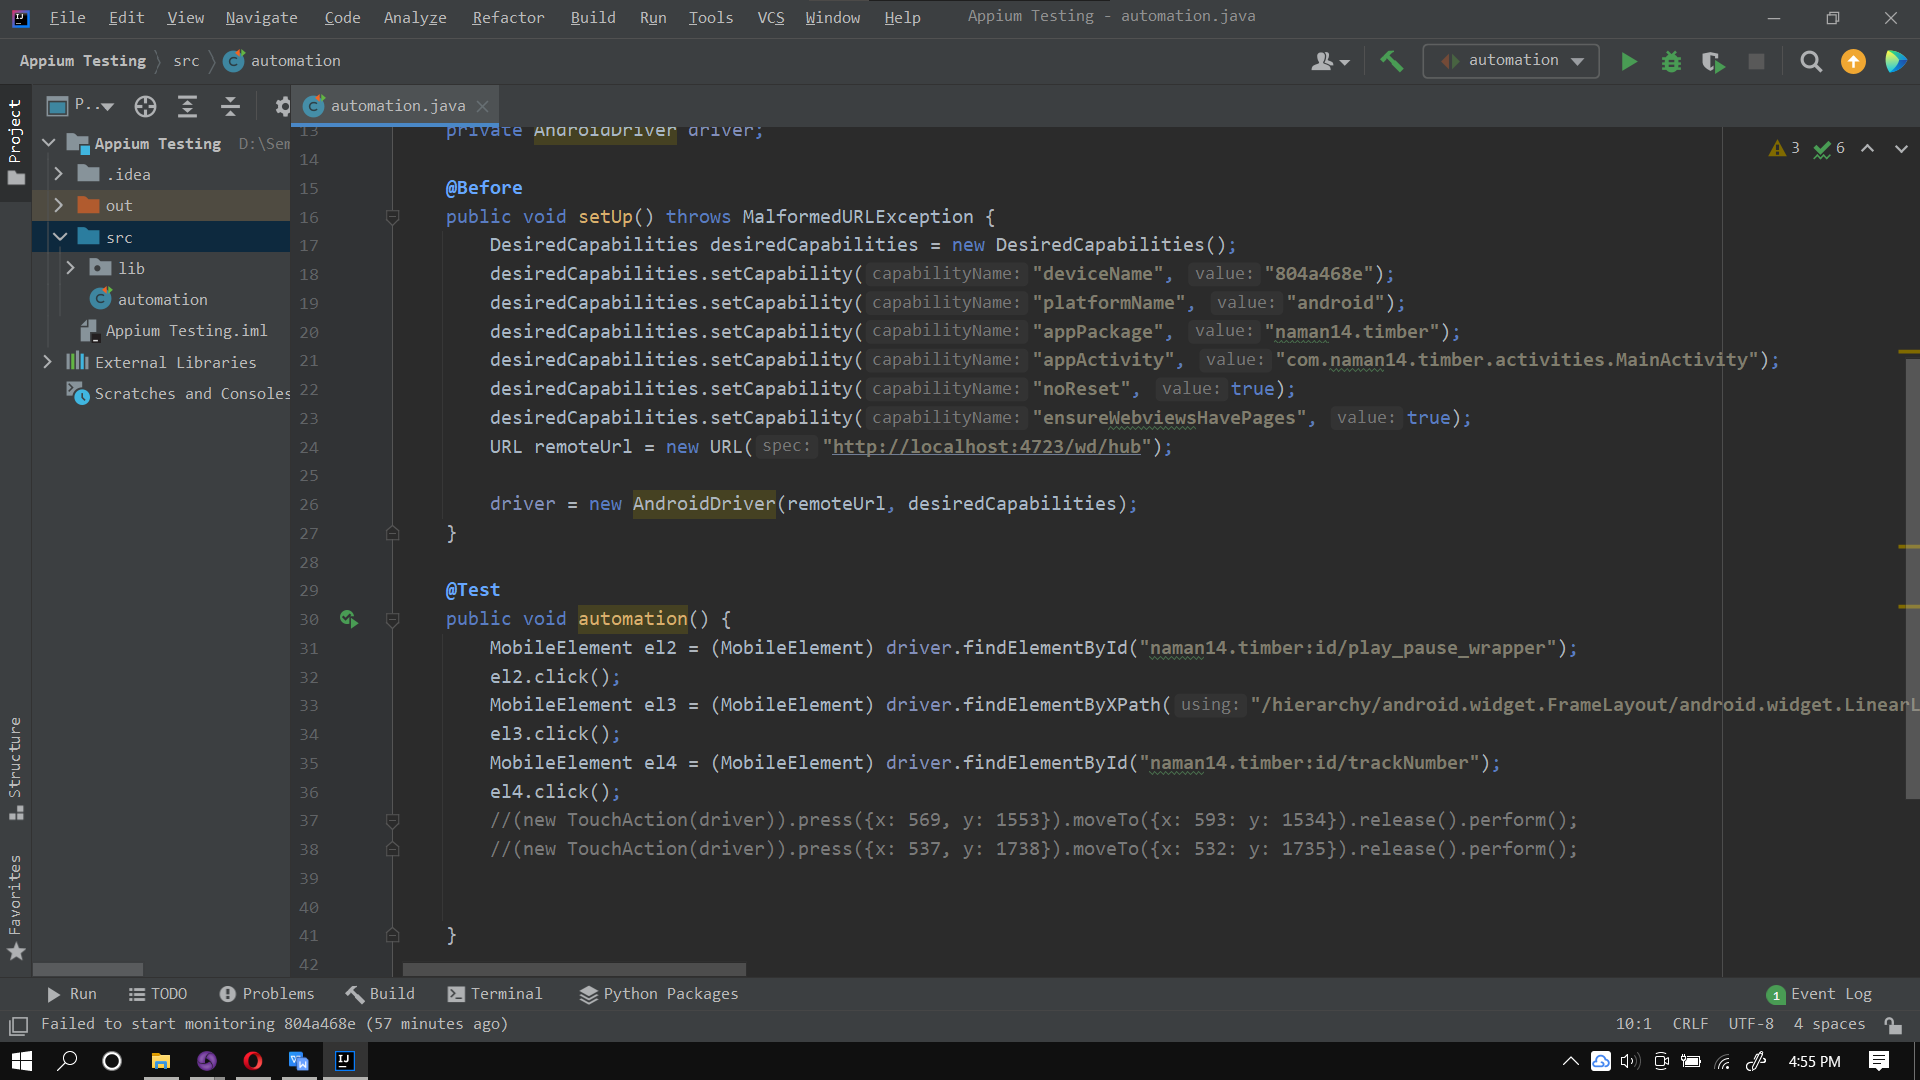 File Edit View Navigate Code Analyze Refactor Build Run Tools VCS Window Help Appium Testing - automation.java
Appium Testing src automation
automation
Project
P..
automation.java
Appium Testing D:\Sem
.idea
out
src
lib
automation
Appium Testing.iml
External Libraries
Scratches and Consoles
3 6
13 private AndroidDriver driver;
14
15 @Before
16 public void setUp() throws MalformedURLException {
17 DesiredCapabilities desiredCapabilities = new DesiredCapabilities();
18 desiredCapabilities.setCapability( capabilityName: "deviceName", value: "804a468e");
19 desiredCapabilities.setCapability( capabilityName: "platformName", value: "android");
20 desiredCapabilities.setCapability( capabilityName: "appPackage", value: "naman14.timber");
21 desiredCapabilities.setCapability( capabilityName: "appActivity", value: "com.naman14.timber.activities.MainActivity");
22 desiredCapabilities.setCapability( capabilityName: "noReset", value: true);
23 desiredCapabilities.setCapability( capabilityName: "ensureWebviewsHavePages", value: true);
24 URL remoteUrl = new URL( spec: "http://localhost:4723/wd/hub");
25
26 driver = new AndroidDriver(remoteUrl, desiredCapabilities);
27 }
28
29 @Test
30 public void automation() {
31 MobileElement el2 = (MobileElement) driver.findElementById("naman14.timber:id/play_pause_wrapper");
32 el2.click();
33 MobileElement el3 = (MobileElement) driver.findElementByXPath( using: "/hierarchy/android.widget.FrameLayout/android.widget.LinearL
34 el3.click();
35 MobileElement el4 = (MobileElement) driver.findElementById("naman14.timber:id/trackNumber");
36 el4.click();
37 //(new TouchAction(driver)).press({x: 569, y: 1553}).moveTo({x: 593: y: 1534}).release().perform();
38 //(new TouchAction(driver)).press({x: 537, y: 1738}).moveTo({x: 532: y: 1735}).release().perform();
39
40
41 }
42
Structure
Favorites
Run TODO Problems Build Terminal Python Packages 1 Event Log
Failed to start monitoring 804a468e (57 minutes ago) 10:1 CRLF UTF-8 4 spaces
4:55 PM